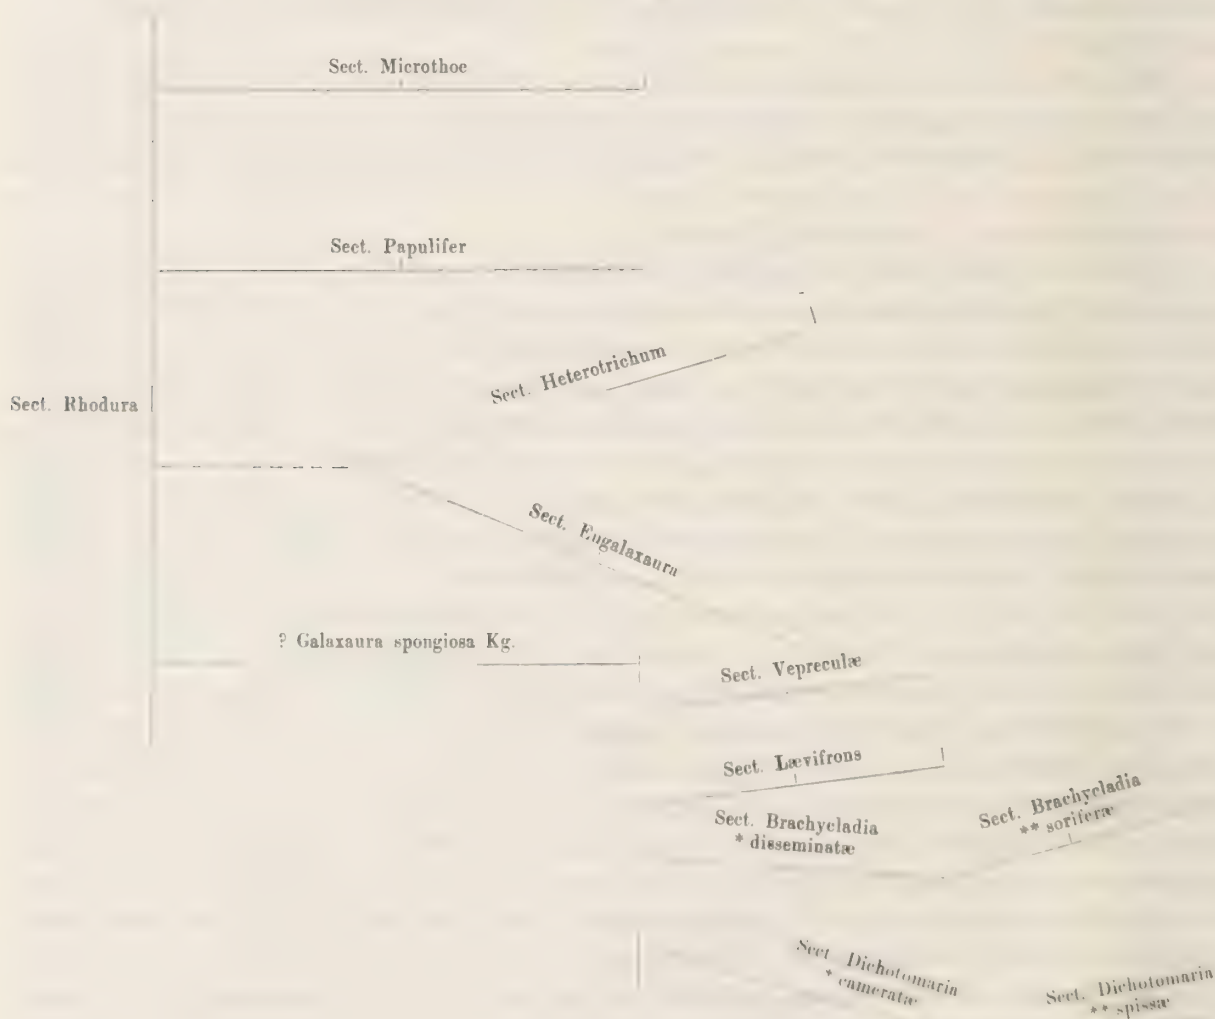 Sect. Microthoe
Sect. Papulifer
Sect. Heterotrichum
Sect. Rhodura
Sect. Eugalaxaura
? Galaxaura spongiosa Kg.
Sect. Vepreculæ
Sect. Lævifrons
Sect. Brachycladia
* disseminatæ
Sect. Brachycladia
** soriferæ
Sect Dichotomaria
* cameratæ
Sect. Dichotomaria
** spissæ